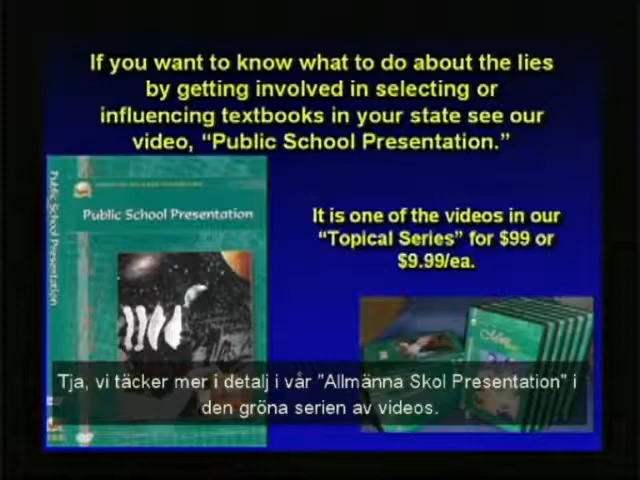 If you want to know what to do about the lies
by getting involved in selecting or
influencing textbooks in your state see our
video, “Public School Presentation.”
Public School Presentation
Public School Presentation
It is one of the videos in our
“Topical Series” for $99 or
$9.99/ea.
Tja, vi täcker mer i detalj i vår ”Allmänna Skol Presentation” i
den gröna serien av videos.